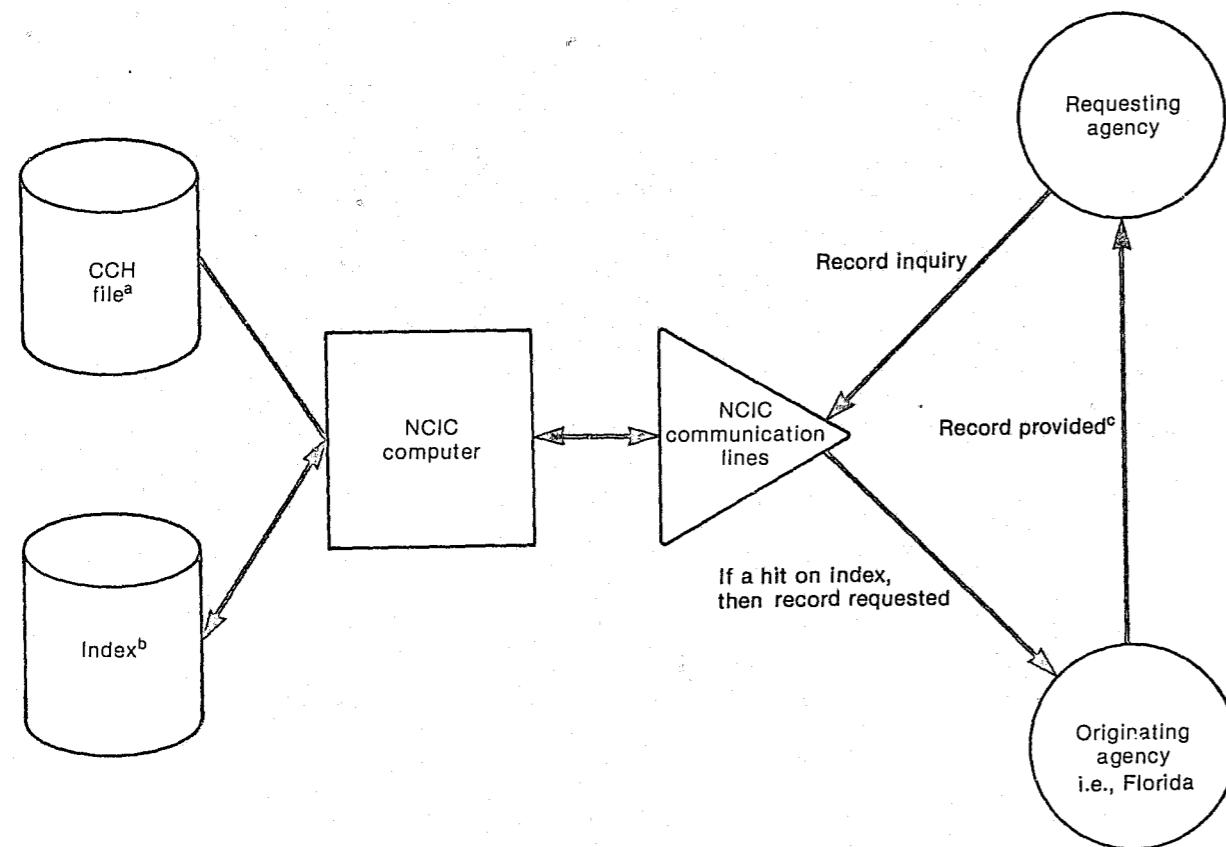 Requesting
agency
CCH
file^a
Record inquiry
NCIC
computer
NCIC
communication
lines
Record provided^c
If a hit on index,
then record requested
Index^b
Originating
agency
i.e., Florida